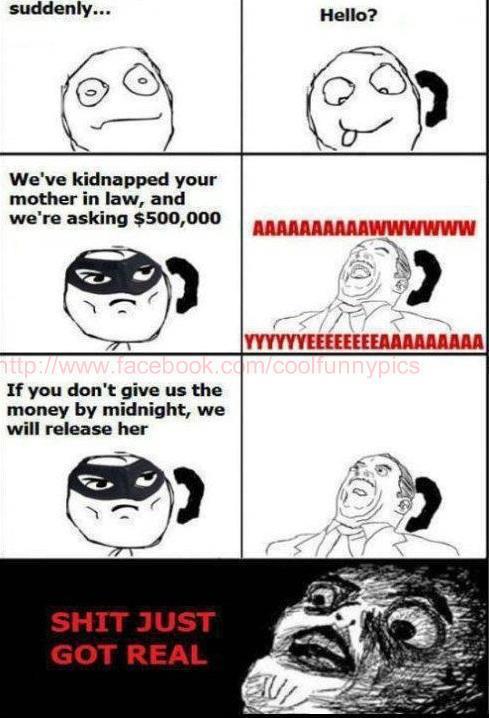 suddenly...
Hello?
We've kidnapped your
mother in law, and
we're asking $500,000
AAAAAAAAAAWWWWWW
YYYYYYEEEEEEEEEAAAAAAAAA
http://www.facebook.com/coolfunnypics
If you don't give us the
money by midnight, we
will release her
SHIT JUST
GOT REAL